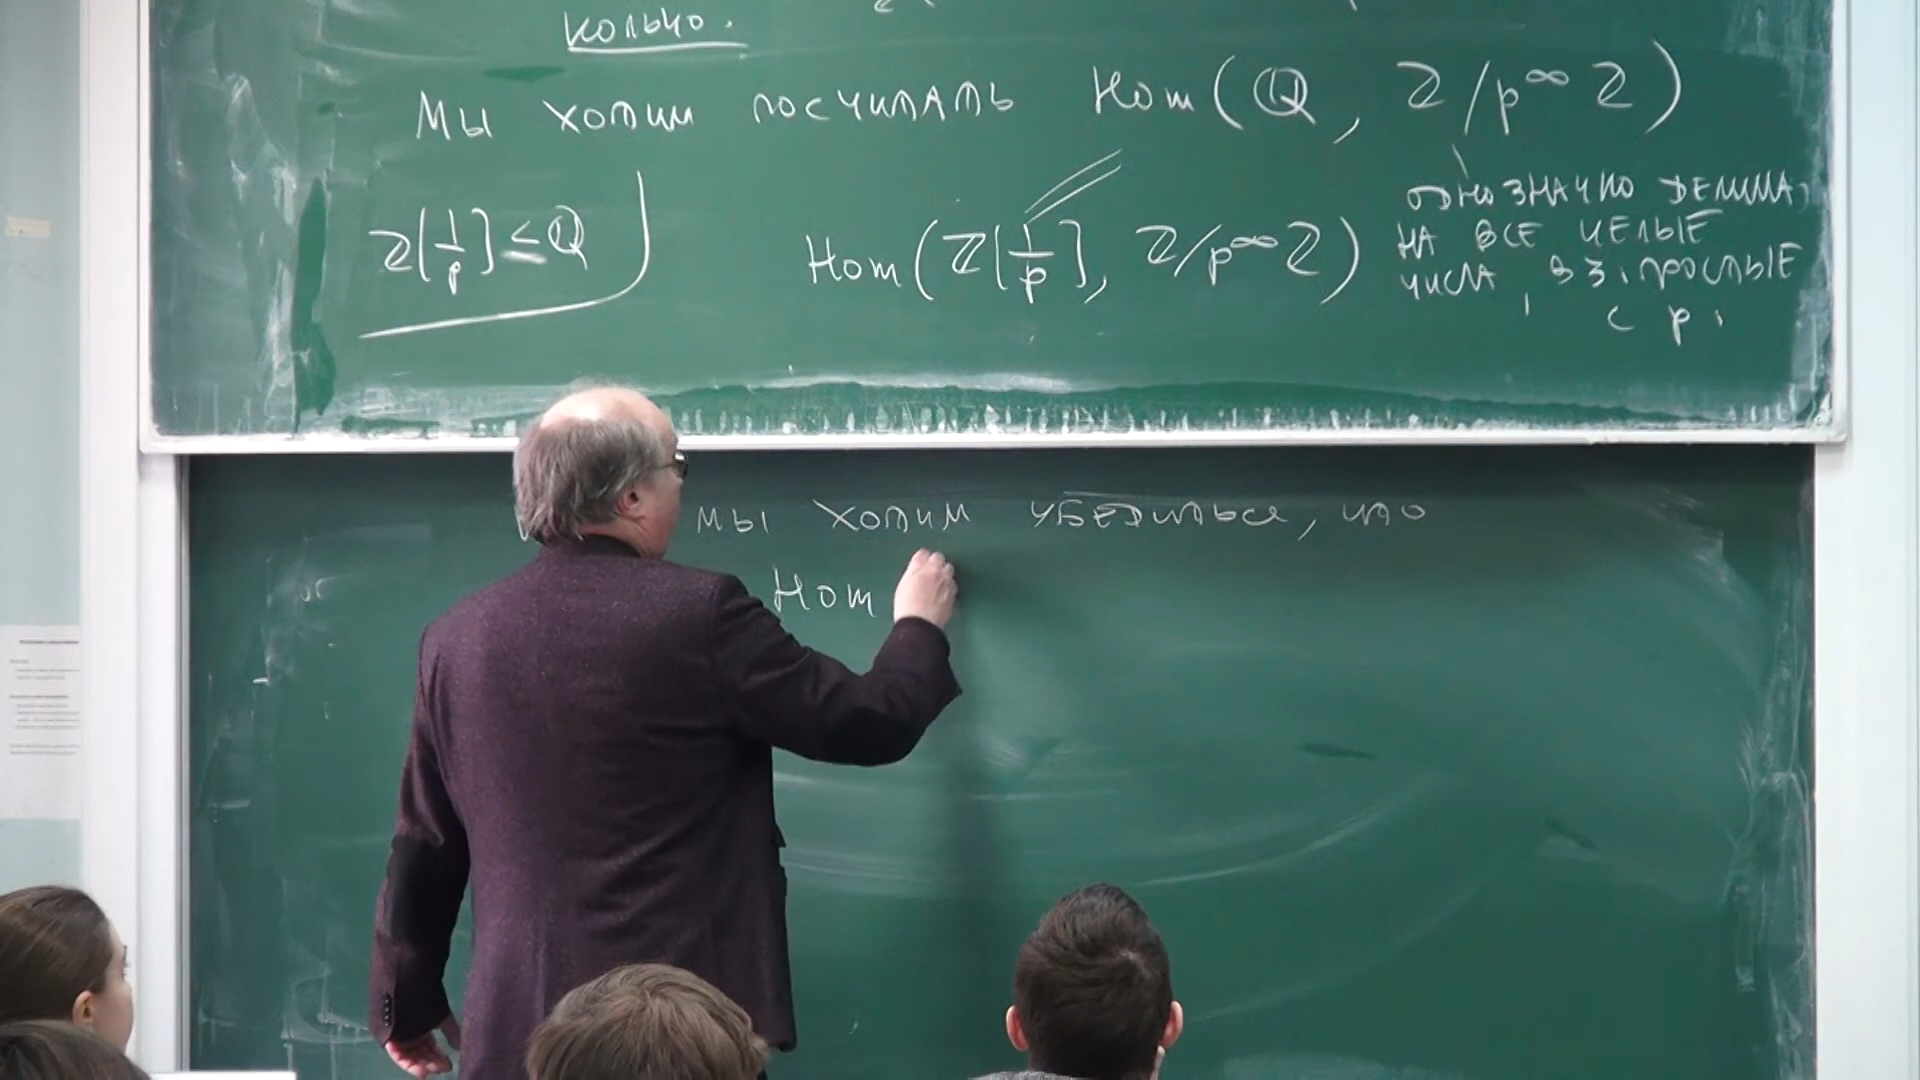 кольцо.
Мы хотим посчитать Hom(ℚ, ℤ/p^∞ℤ)
ℤ[1/p] ≤ ℚ
Hom(ℤ[1/p], ℤ/p^∞ℤ)
однозначно делима
на все целые
числа, вз. простые
с p.
мы хотим убедиться, что
Hom